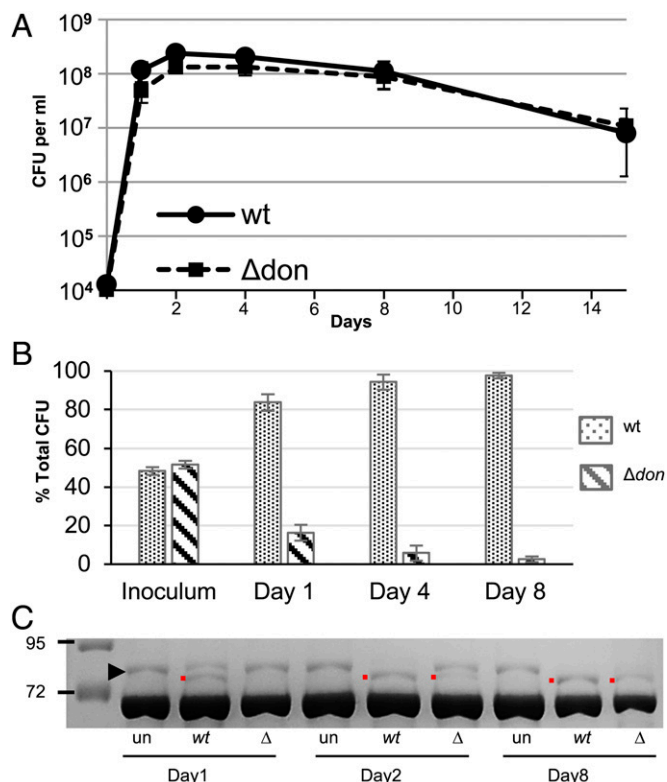 A
CFU per ml
10⁹
10⁸
10⁷
10⁶
10⁵
10⁴
wt
Δdon
2 4 6 8 10 12 14
Days
B
% Total CFU
100
80
60
40
20
0
wt
Δdon
Inoculum Day 1 Day 4 Day 8
C
95
72
un wt Δ un wt Δ un wt Δ
Day1 Day2 Day8